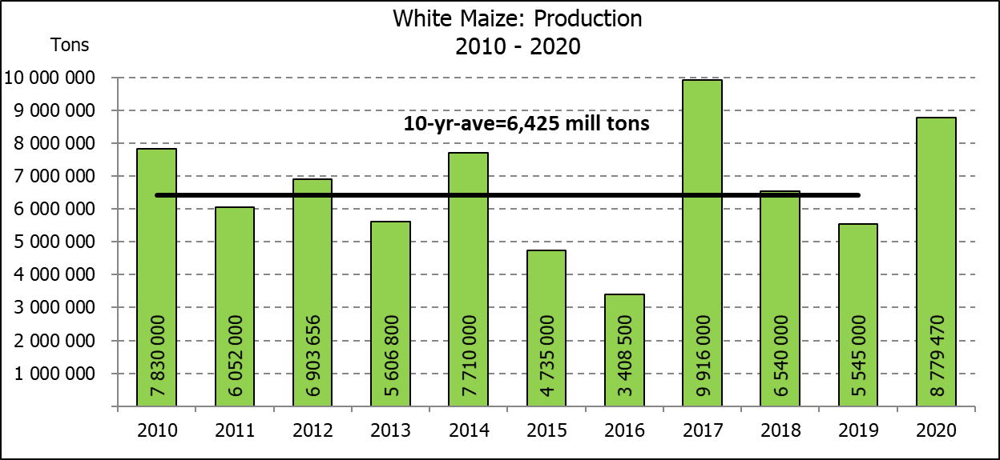 White Maize: Production
2010 - 2020
Tons
10 000 000
9 000 000
8 000 000
7 000 000
6 000 000
5 000 000
4 000 000
3 000 000
2 000 000
1 000 000
10-yr-ave=6,425 mill tons
7 830 000
6 052 000
6 903 656
5 606 800
7 710 000
4 735 000
3 408 500
9 916 000
6 540 000
5 545 000
8 779 470
2010 2011 2012 2013 2014 2015 2016 2017 2018 2019 2020